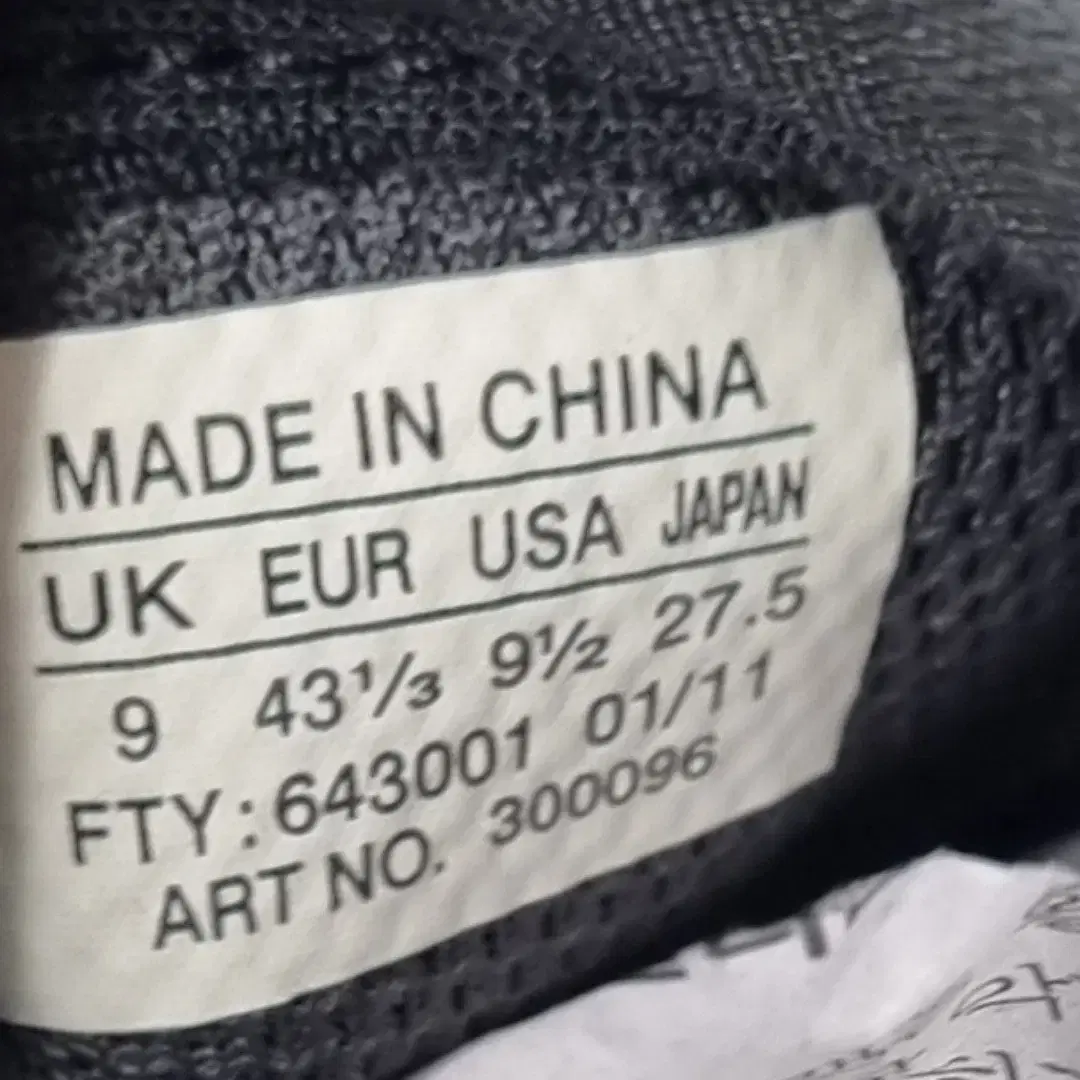 MADE IN CHINA
UK EUR USA JAPAN
9 43⅓ 9½ 27.5
FTY: 643001 01/11
ART NO. 300096